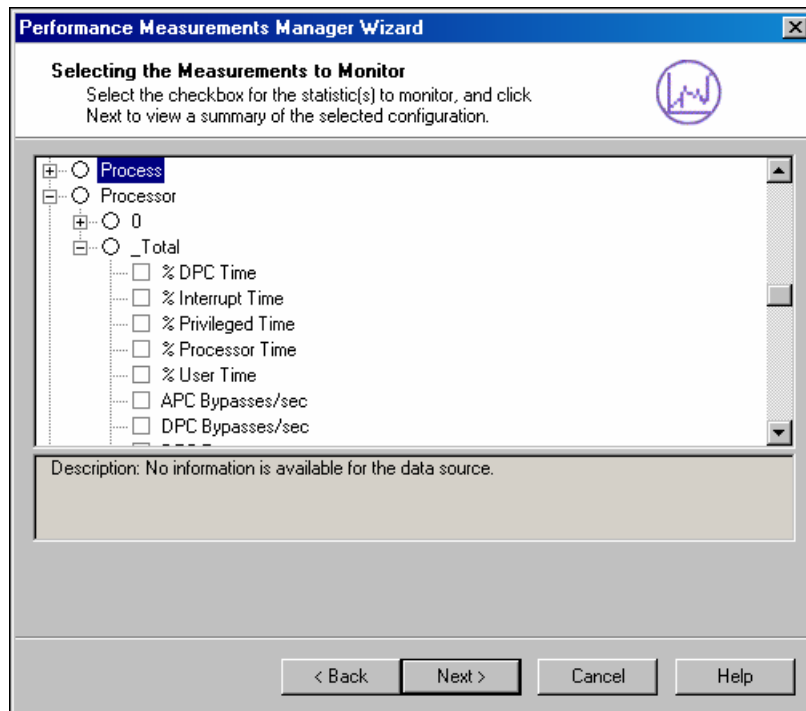 Performance Measurements Manager Wizard
Selecting the Measurements to Monitor
Select the checkbox for the statistic(s) to monitor, and click
Next to view a summary of the selected configuration.
Process
Processor
0
_Total
% DPC Time
% Interrupt Time
% Privileged Time
% Processor Time
% User Time
APC Bypasses/sec
DPC Bypasses/sec
Description: No information is available for the data source.
< Back
Next >
Cancel
Help